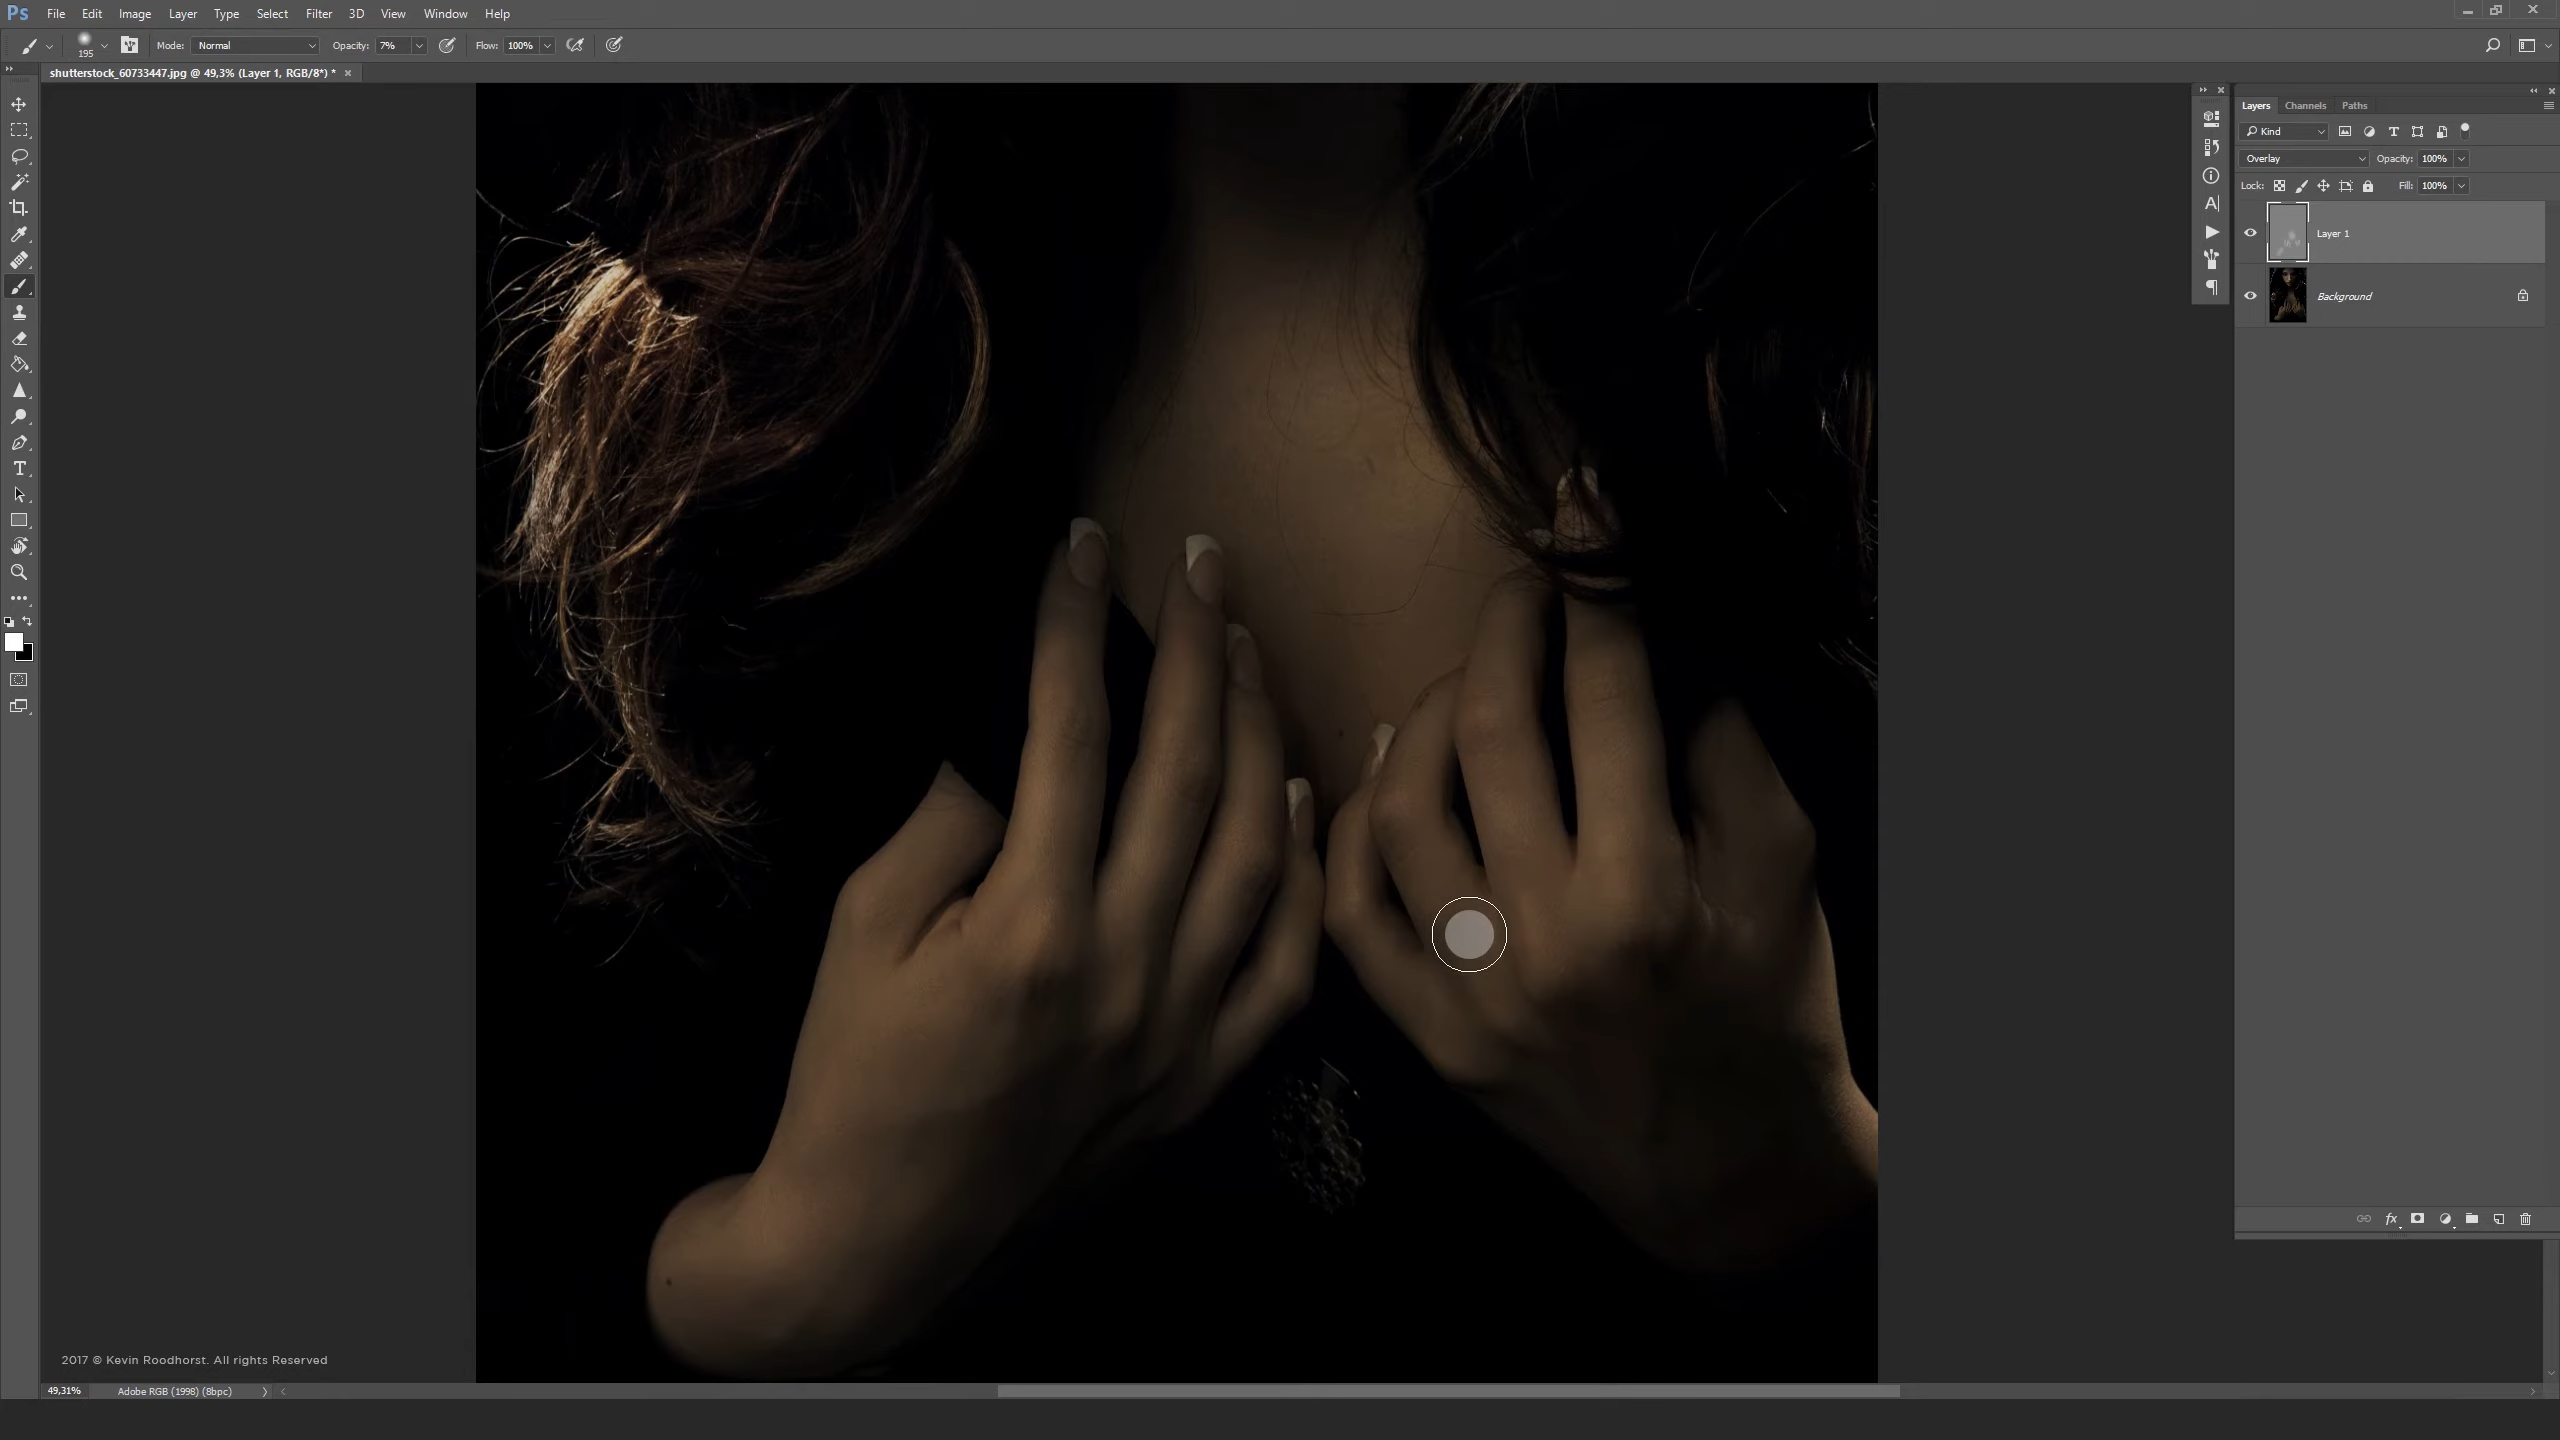 Ps File Edit Image Layer Type Select Filter 3D View Window Help
195 Mode: Normal Opacity: 7% Flow: 100%
shutterstock_60733447.jpg @ 49,3% (Layer 1, RGB/8*) * ×
Layers Channels Paths
Kind
Overlay Opacity: 100%
Lock: Fill: 100%
Layer 1
Background
fx
2017 © Kevin Roodhorst. All rights Reserved
49,31% Adobe RGB (1998) (8bpc)